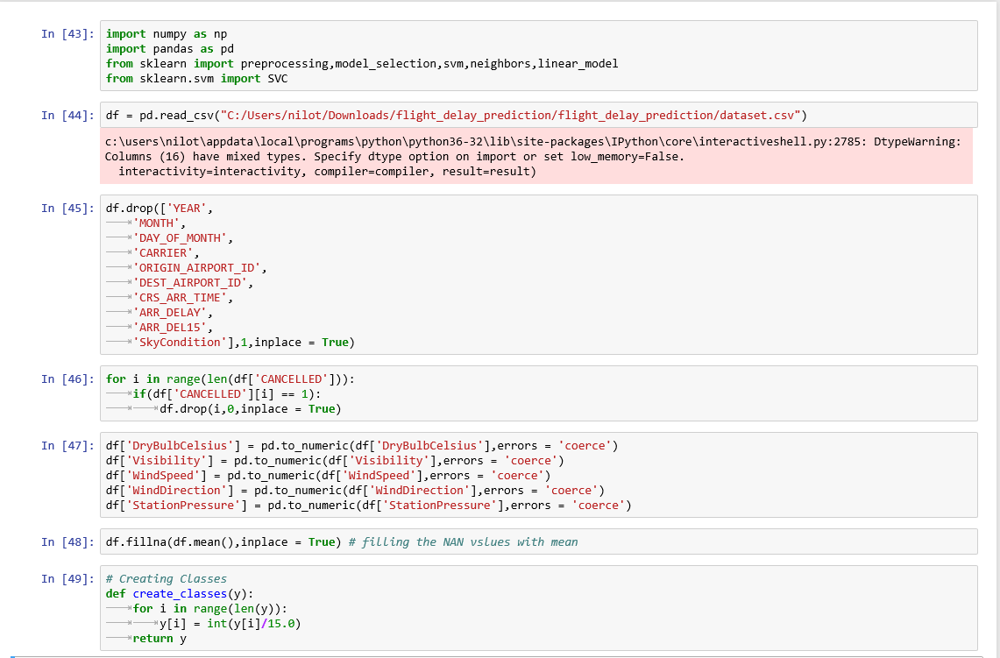 In [43]: import numpy as np
import pandas as pd
from sklearn import preprocessing,model_selection,svm,neighbors,linear_model
from sklearn.svm import SVC
In [44]: df = pd.read_csv("C:/Users/nilot/Downloads/flight_delay_prediction/flight_delay_prediction/dataset.csv")
c:\users\nilot\appdata\local\programs\python\python36-32\lib\site-packages\IPython\core\interactiveshell.py:2785: DtypeWarning:
Columns (16) have mixed types. Specify dtype option on import or set low_memory=False.
  interactivity=interactivity, compiler=compiler, result=result)
In [45]: df.drop(['YEAR',
    'MONTH',
    'DAY_OF_MONTH',
    'CARRIER',
    'ORIGIN_AIRPORT_ID',
    'DEST_AIRPORT_ID',
    'CRS_ARR_TIME',
    'ARR_DELAY',
    'ARR_DEL15',
    'SkyCondition'],1,inplace = True)
In [46]: for i in range(len(df['CANCELLED'])):
    if(df['CANCELLED'][i] == 1):
        df.drop(i,0,inplace = True)
In [47]: df['DryBulbCelsius'] = pd.to_numeric(df['DryBulbCelsius'],errors = 'coerce')
df['Visibility'] = pd.to_numeric(df['Visibility'],errors = 'coerce')
df['WindSpeed'] = pd.to_numeric(df['WindSpeed'],errors = 'coerce')
df['WindDirection'] = pd.to_numeric(df['WindDirection'],errors = 'coerce')
df['StationPressure'] = pd.to_numeric(df['StationPressure'],errors = 'coerce')
In [48]: df.fillna(df.mean(),inplace = True) # filling the NAN vslues with mean
In [49]: # Creating Classes
def create_classes(y):
    for i in range(len(y)):
        y[i] = int(y[i]/15.0)
    return y